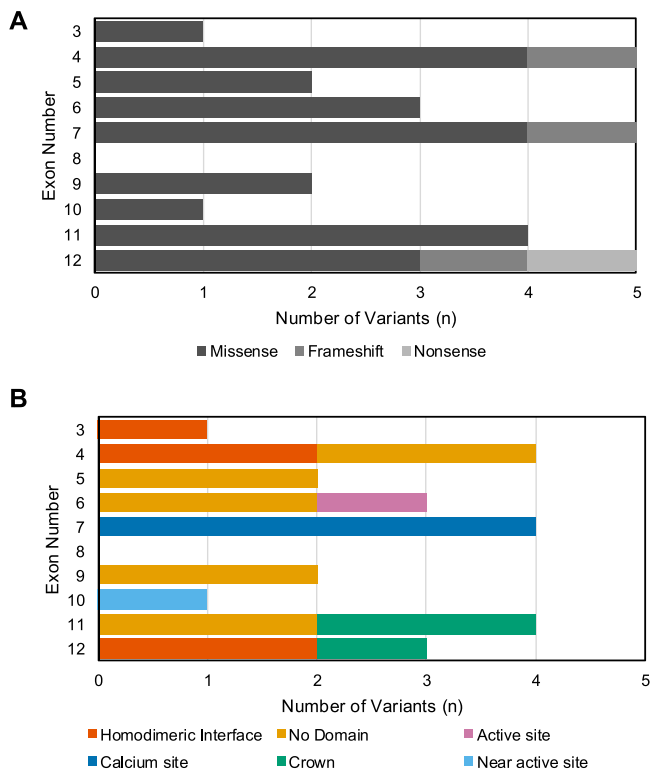 A
3
4
5
6
7
8
9
10
11
12
Exon Number
0 1 2 3 4 5
Number of Variants (n)
Missense Frameshift Nonsense
B
3
4
5
6
7
8
9
10
11
12
Exon Number
0 1 2 3 4 5
Number of Variants (n)
Homodimeric Interface No Domain Active site
Calcium site Crown Near active site